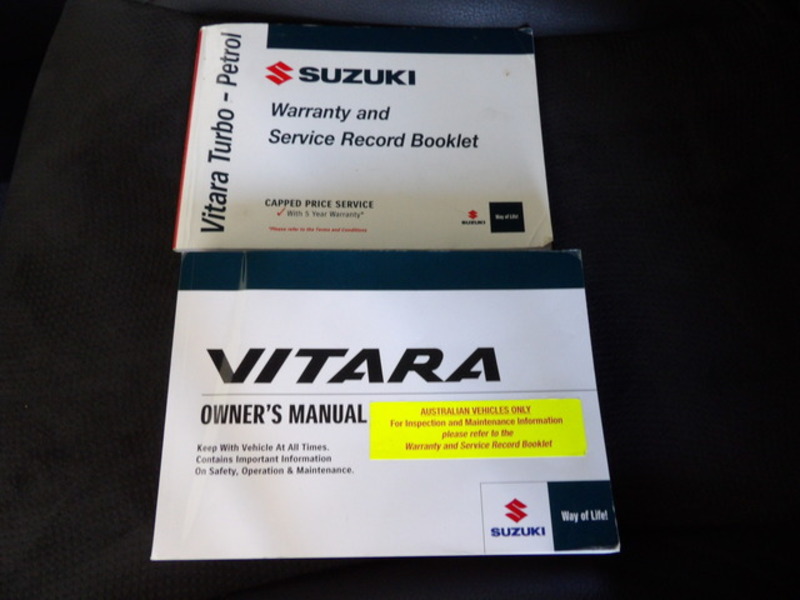 Vitara Turbo - Petrol
SUZUKI
Warranty and
Service Record Booklet
CAPPED PRICE SERVICE
With 5 Year Warranty*
*Please refer to the Terms and Conditions
SUZUKI
Way of Life!
VITARA
OWNER'S MANUAL
AUSTRALIAN VEHICLES ONLY
For Inspection and Maintenance Information
please refer to the
Warranty and Service Record Booklet
Keep With Vehicle At All Times.
Contains Important Information
On Safety, Operation & Maintenance.
SUZUKI
Way of Life!